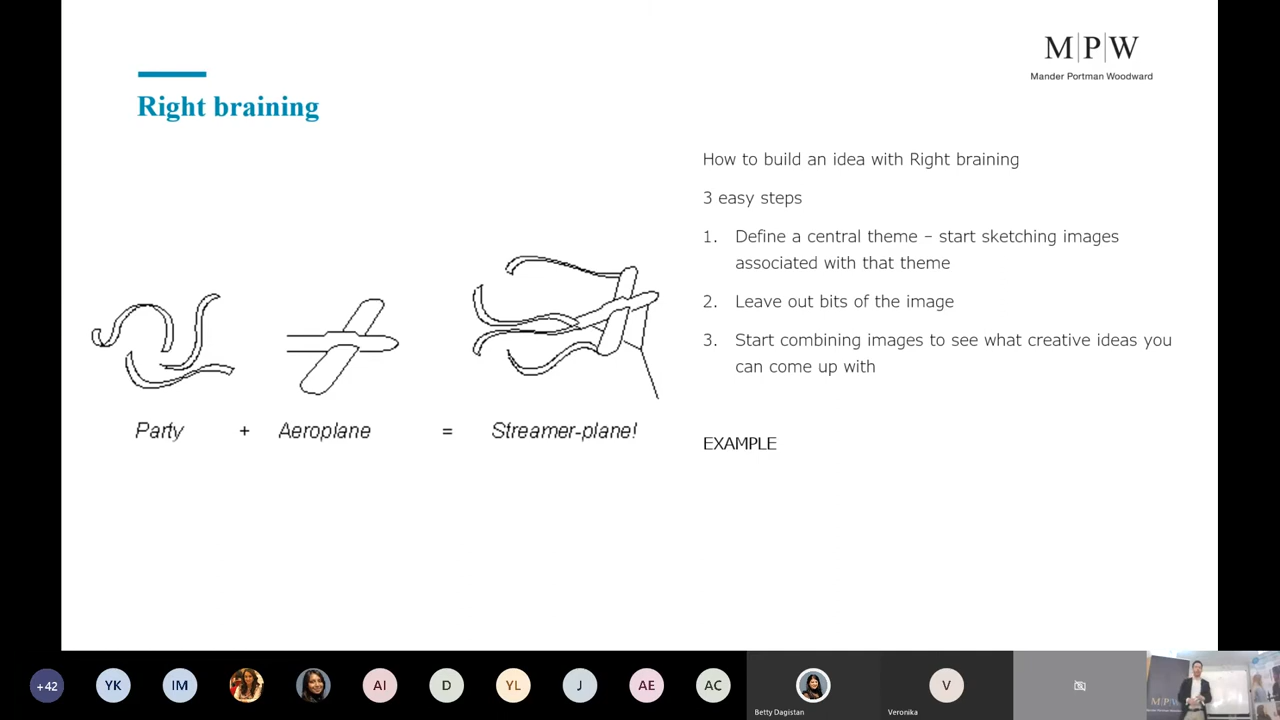 M|P|W
Mander Portman Woodward
Right braining
How to build an idea with Right braining
3 easy steps
1. Define a central theme – start sketching images
associated with that theme
2. Leave out bits of the image
3. Start combining images to see what creative ideas you
can come up with
Party + Aeroplane = Streamer-plane!
EXAMPLE
+42 YK IM AI D YL J AE AC V
Betty Dagistan Veronika
MPW